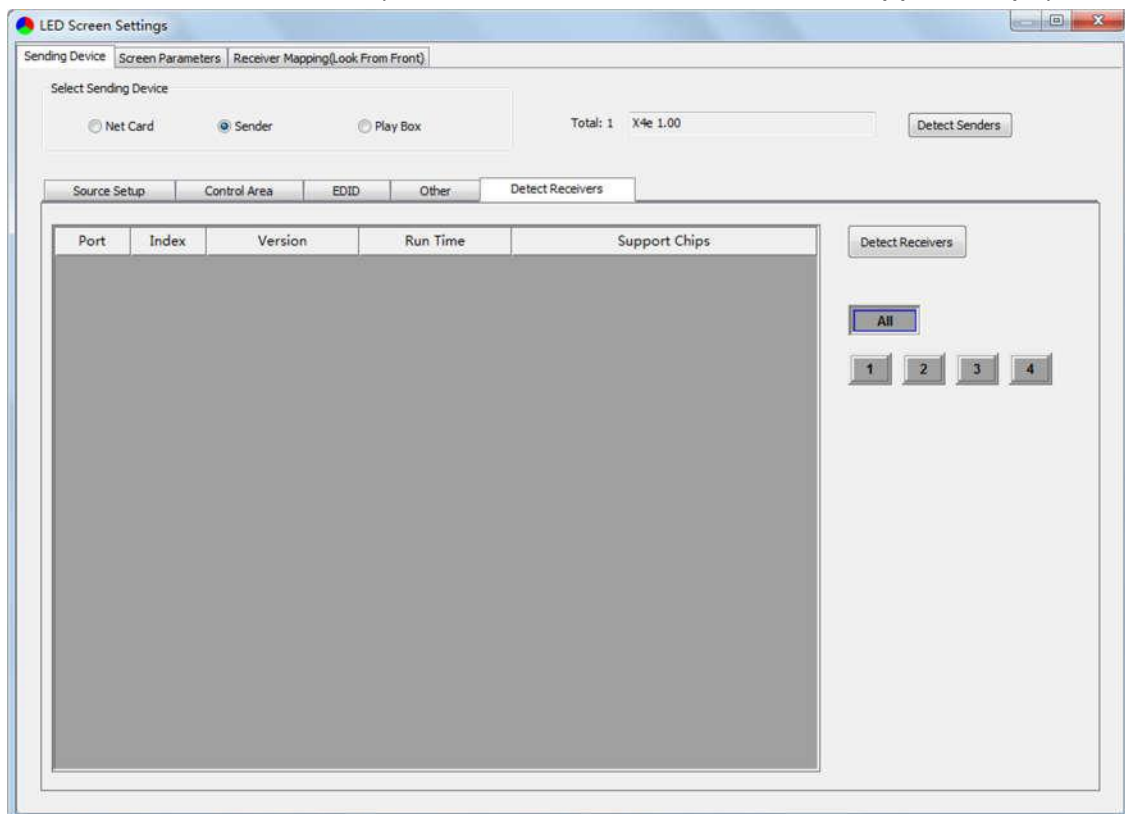 LED Screen Settings
Sending Device Screen Parameters Receiver Mapping(Look From Front)
Select Sending Device
Net Card Sender Play Box Total: 1 X4e 1.00 Detect Senders
Source Setup Control Area EDID Other Detect Receivers
Port Index Version Run Time Support Chips Detect Receivers
All
1 2 3 4